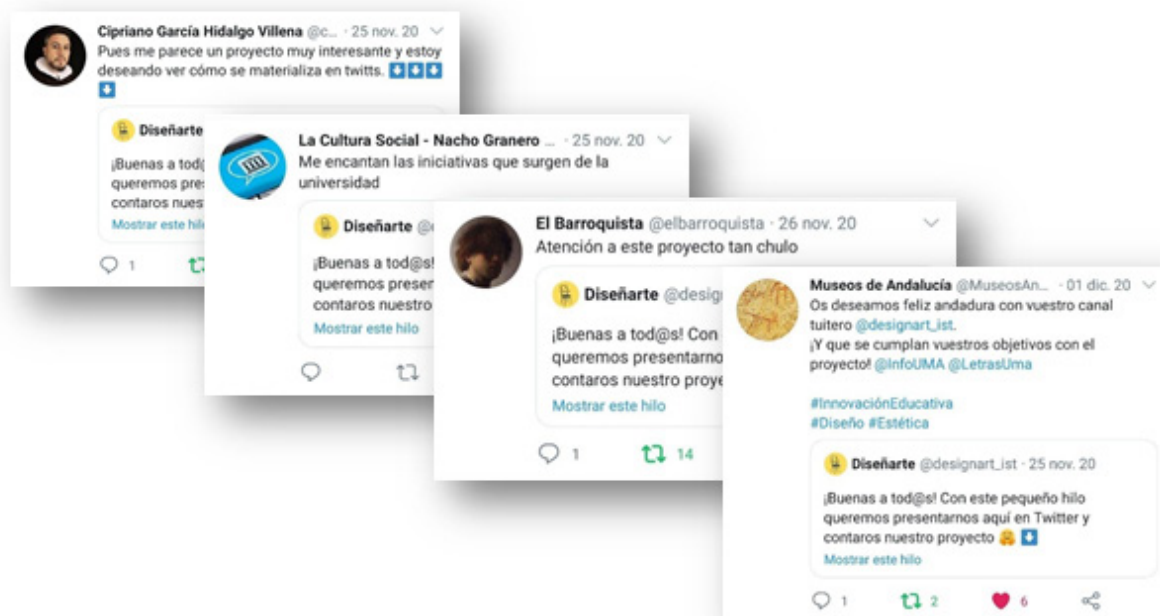 Cipriano García Hidalgo Villena @c... · 25 nov. 20
Pues me parece un proyecto muy interesante y estoy
deseando ver cómo se materializa en twitts. ⬇⬇⬇
⬇
Diseñarte
¡Buenas a tod@
queremos pre
contaros nues
Mostrar este hilo
1
La Cultura Social - Nacho Granero ... · 25 nov. 20
Me encantan las iniciativas que surgen de la
universidad
Diseñarte @
¡Buenas a tod@s!
queremos presen
contaros nuestro
Mostrar este hilo
El Barroquista @elbarroquista · 26 nov. 20
Atención a este proyecto tan chulo
Diseñarte @desig
¡Buenas a tod@s! Con
queremos presentarno
contaros nuestro proye
Mostrar este hilo
1 14
Museos de Andalucía @MuseosAn... · 01 dic. 20
Os deseamos feliz andadura con vuestro canal
tuitero @designart_ist.
¡Y que se cumplan vuestros objetivos con el
proyecto! @InfoUMA @LetrasUma
#InnovaciónEducativa
#Diseño #Estética
Diseñarte @designart_ist · 25 nov. 20
¡Buenas a tod@s! Con este pequeño hilo
queremos presentarnos aquí en Twitter y
contaros nuestro proyecto 🤗 ⬇
Mostrar este hilo
1 2 6